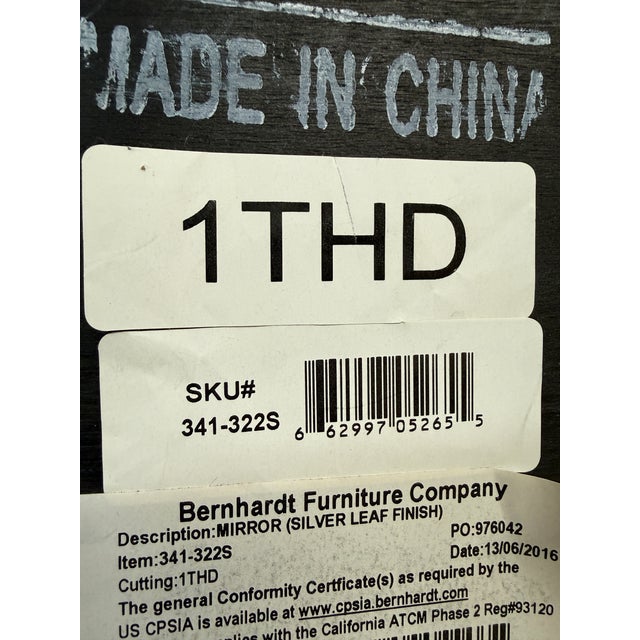 MADE IN CHINA
1THD
SKU#
341-322S
6 62997 05265 5
Bernhardt Furniture Company
Description:MIRROR (SILVER LEAF FINISH) PO:976042
Item:341-322S Date:13/06/2016
Cutting:1THD
The general Conformity Certficate(s) as required by the
US CPSIA is available at www.cpsia.bernhardt.com
with the California ATCM Phase 2 Reg#93120